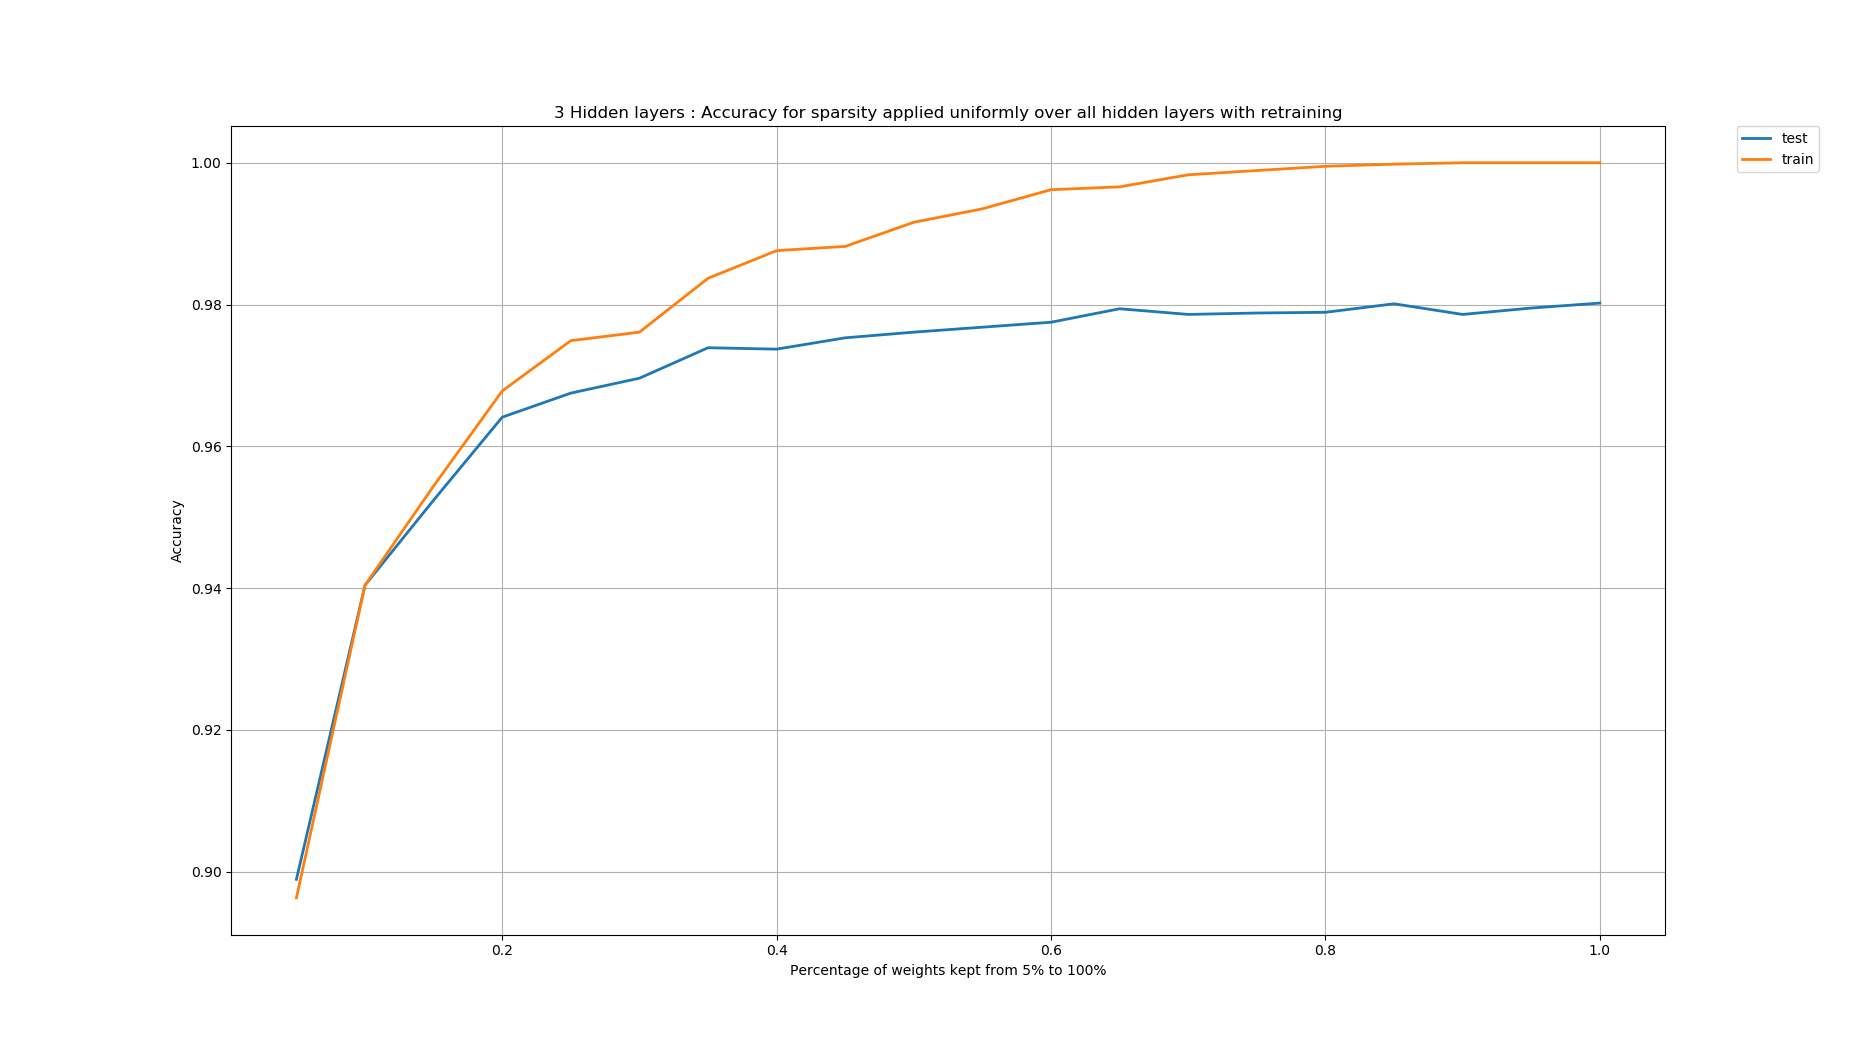 3 Hidden layers : Accuracy for sparsity applied uniformly over all hidden layers with retraining
test
train
1.00
0.98
0.96
0.94
0.92
0.90
Accuracy
0.2
0.4
0.6
0.8
1.0
Percentage of weights kept from 5% to 100%